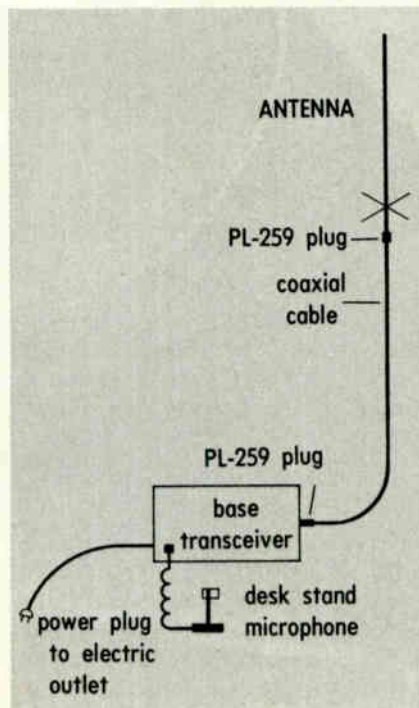 ANTENNA
PL-259 plug
coaxial
cable
PL-259 plug
base
transceiver
desk stand
microphone
power plug
to electric
outlet